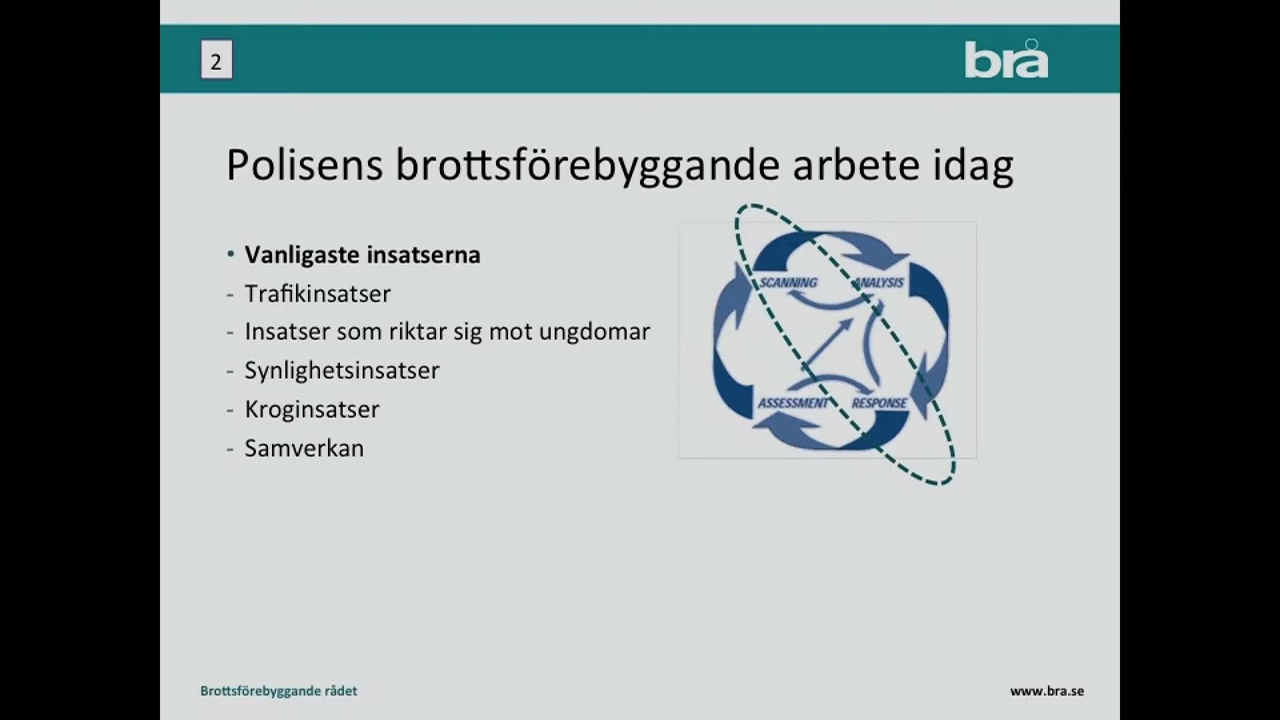 2
brå
Polisens brottsförebyggande arbete idag
• Vanligaste insatserna
- Trafikinsatser
- Insatser som riktar sig mot ungdomar
- Synlighetsinsatser
- Kroginsatser
- Samverkan
SCANNING ANALYSIS
ASSESSMENT RESPONSE
Brottsförebyggande rådet
www.bra.se